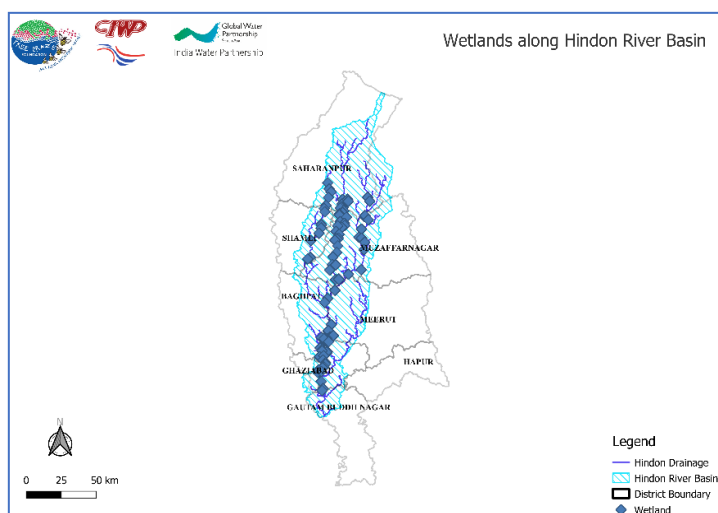 CIWP
Global Water
Partnership
India Water Partnership
Wetlands along Hindon River Basin
SAHARANPUR
SHAMLI
MUZAFFARNAGAR
BAGHPAT
MEERUT
HAPUR
GHAZIABAD
GAUTAM BUDDH NAGAR
0 25 50 km
Legend
Hindon Drainage
Hindon River Basin
District Boundary
Wetland